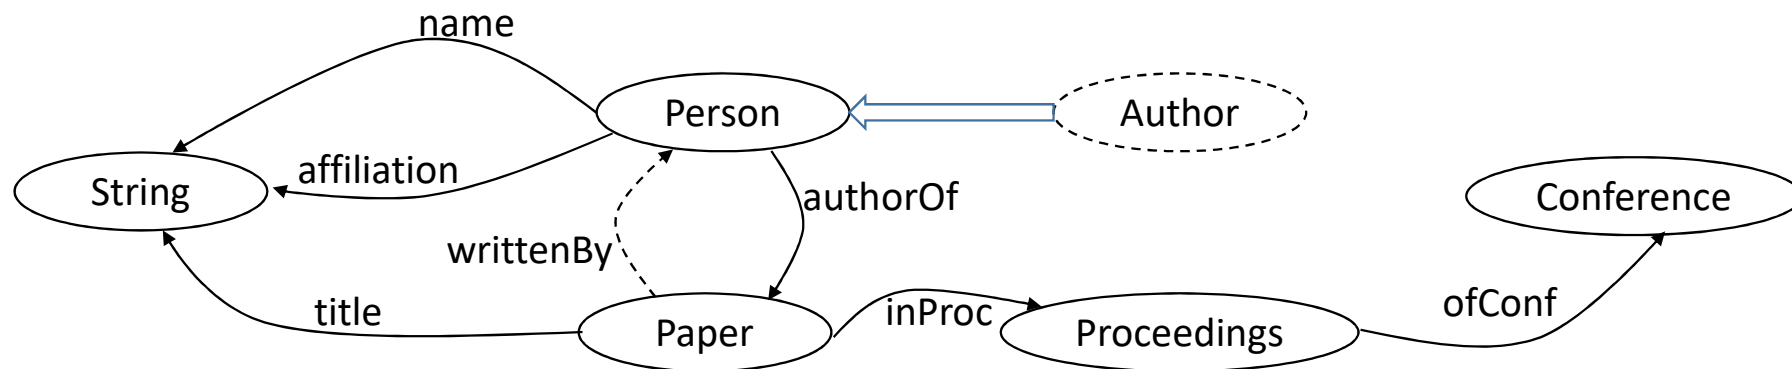 name
Person
Author
affiliation
String
authorOf
Conference
writtenBy
title
Paper
inProc
Proceedings
ofConf